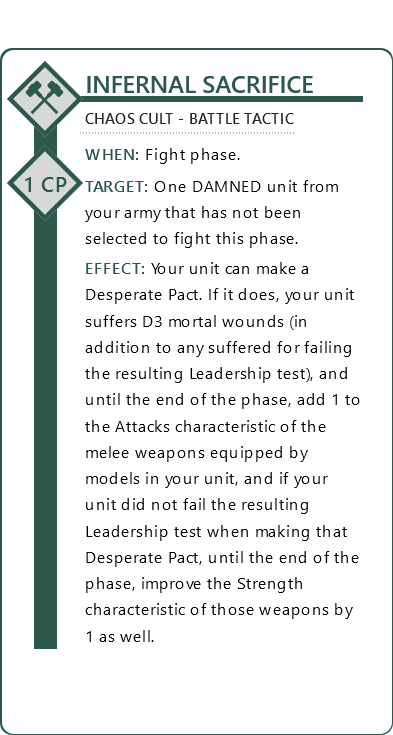 INFERNAL SACRIFICE
CHAOS CULT - BATTLE TACTIC
WHEN: Fight phase.
1 CP
TARGET: One DAMNED unit from
your army that has not been
selected to fight this phase.
EFFECT: Your unit can make a
Desperate Pact. If it does, your unit
suffers D3 mortal wounds (in
addition to any suffered for failing
the resulting Leadership test), and
until the end of the phase, add 1 to
the Attacks characteristic of the
melee weapons equipped by
models in your unit, and if your
unit did not fail the resulting
Leadership test when making that
Desperate Pact, until the end of the
phase, improve the Strength
characteristic of those weapons by
1 as well.